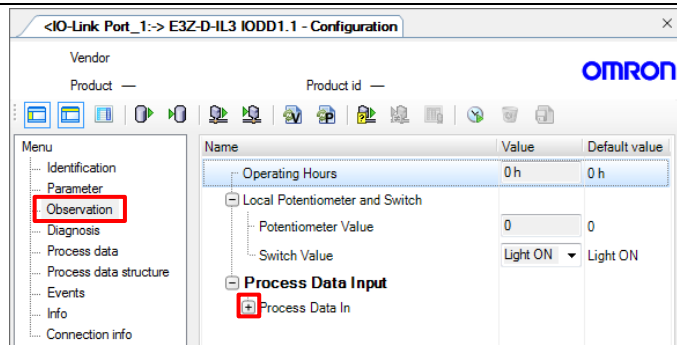 <IO-Link Port_1:-> E3Z-D-IL3 IODD1.1 - Configuration
Vendor
Product —
Product id —
OMRON
Menu
Identification
Parameter
Observation
Diagnosis
Process data
Process data structure
Events
Info
Connection info
Name Value Default value
Operating Hours 0 h 0 h
Local Potentiometer and Switch
Potentiometer Value 0 0
Switch Value Light ON Light ON
Process Data Input
Process Data In